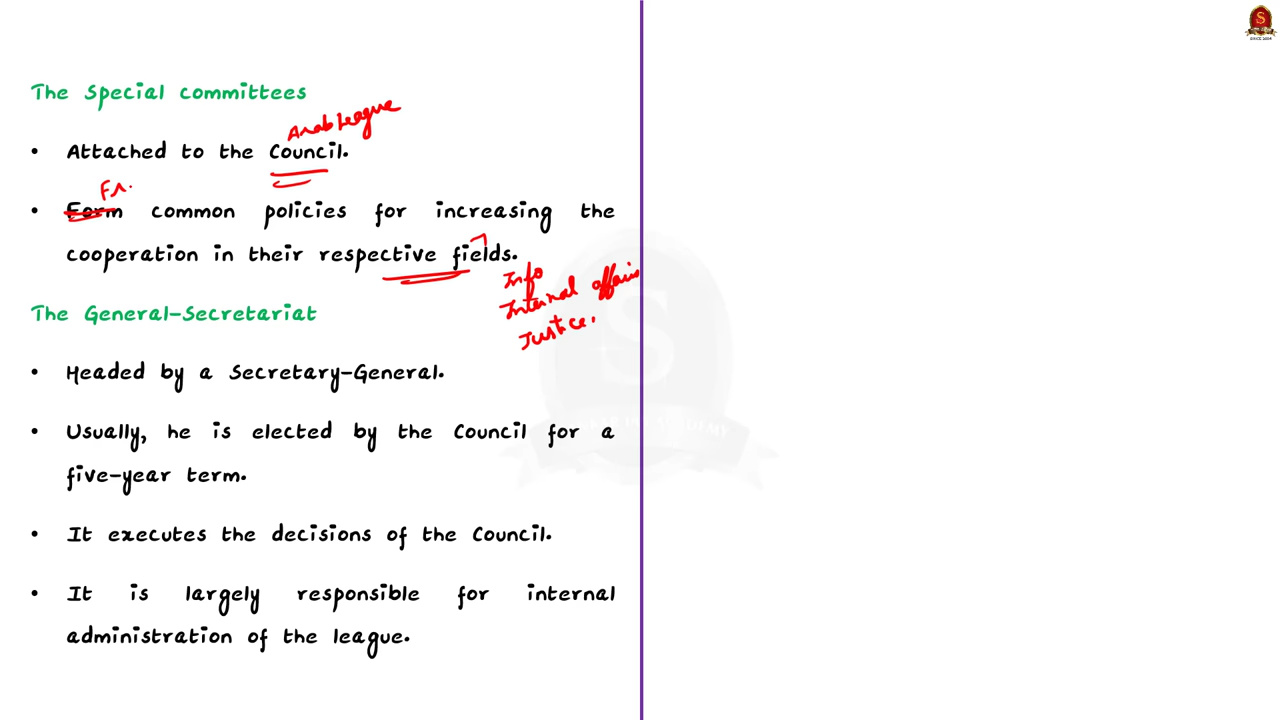 The Special committees
Arab league
• Attached to the Council.
Fr.
• Form common policies for increasing the
cooperation in their respective fields.
Info
Internal affairs
Justice.
The General-Secretariat
• Headed by a Secretary-General.
• Usually, he is elected by the Council for a
five-year term.
• It executes the decisions of the Council.
• It is largely responsible for internal
administration of the league.
S
SINCE 2004